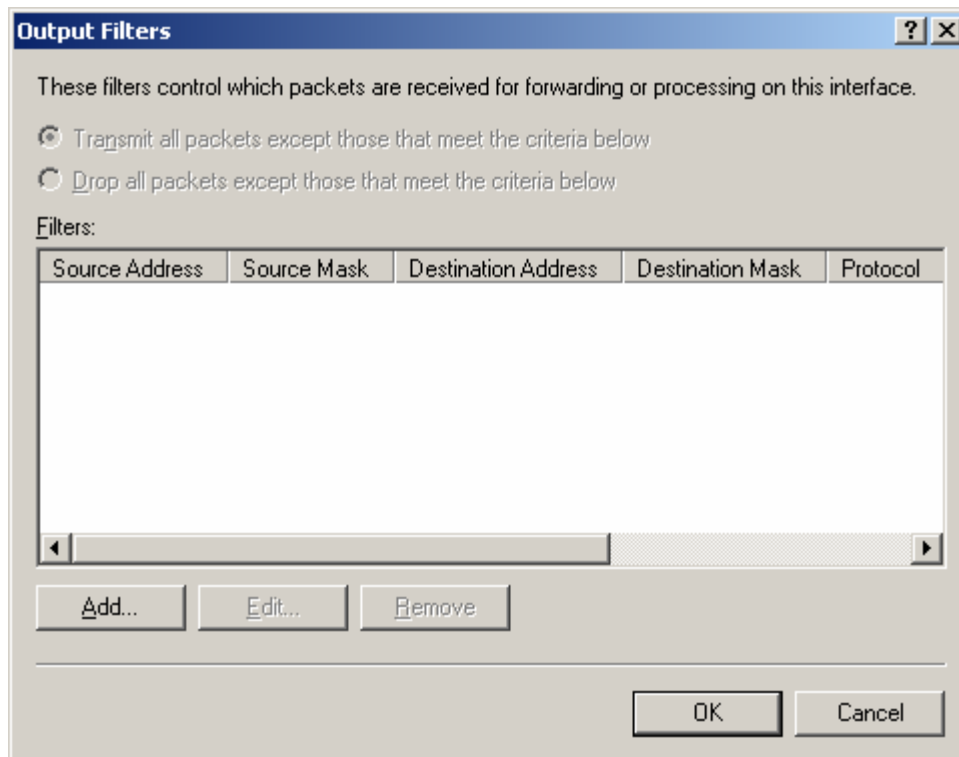 Output Filters
These filters control which packets are received for forwarding or processing on this interface.
Transmit all packets except those that meet the criteria below
Drop all packets except those that meet the criteria below
Filters:
Source Address Source Mask Destination Address Destination Mask Protocol
Add... Edit... Remove
OK Cancel